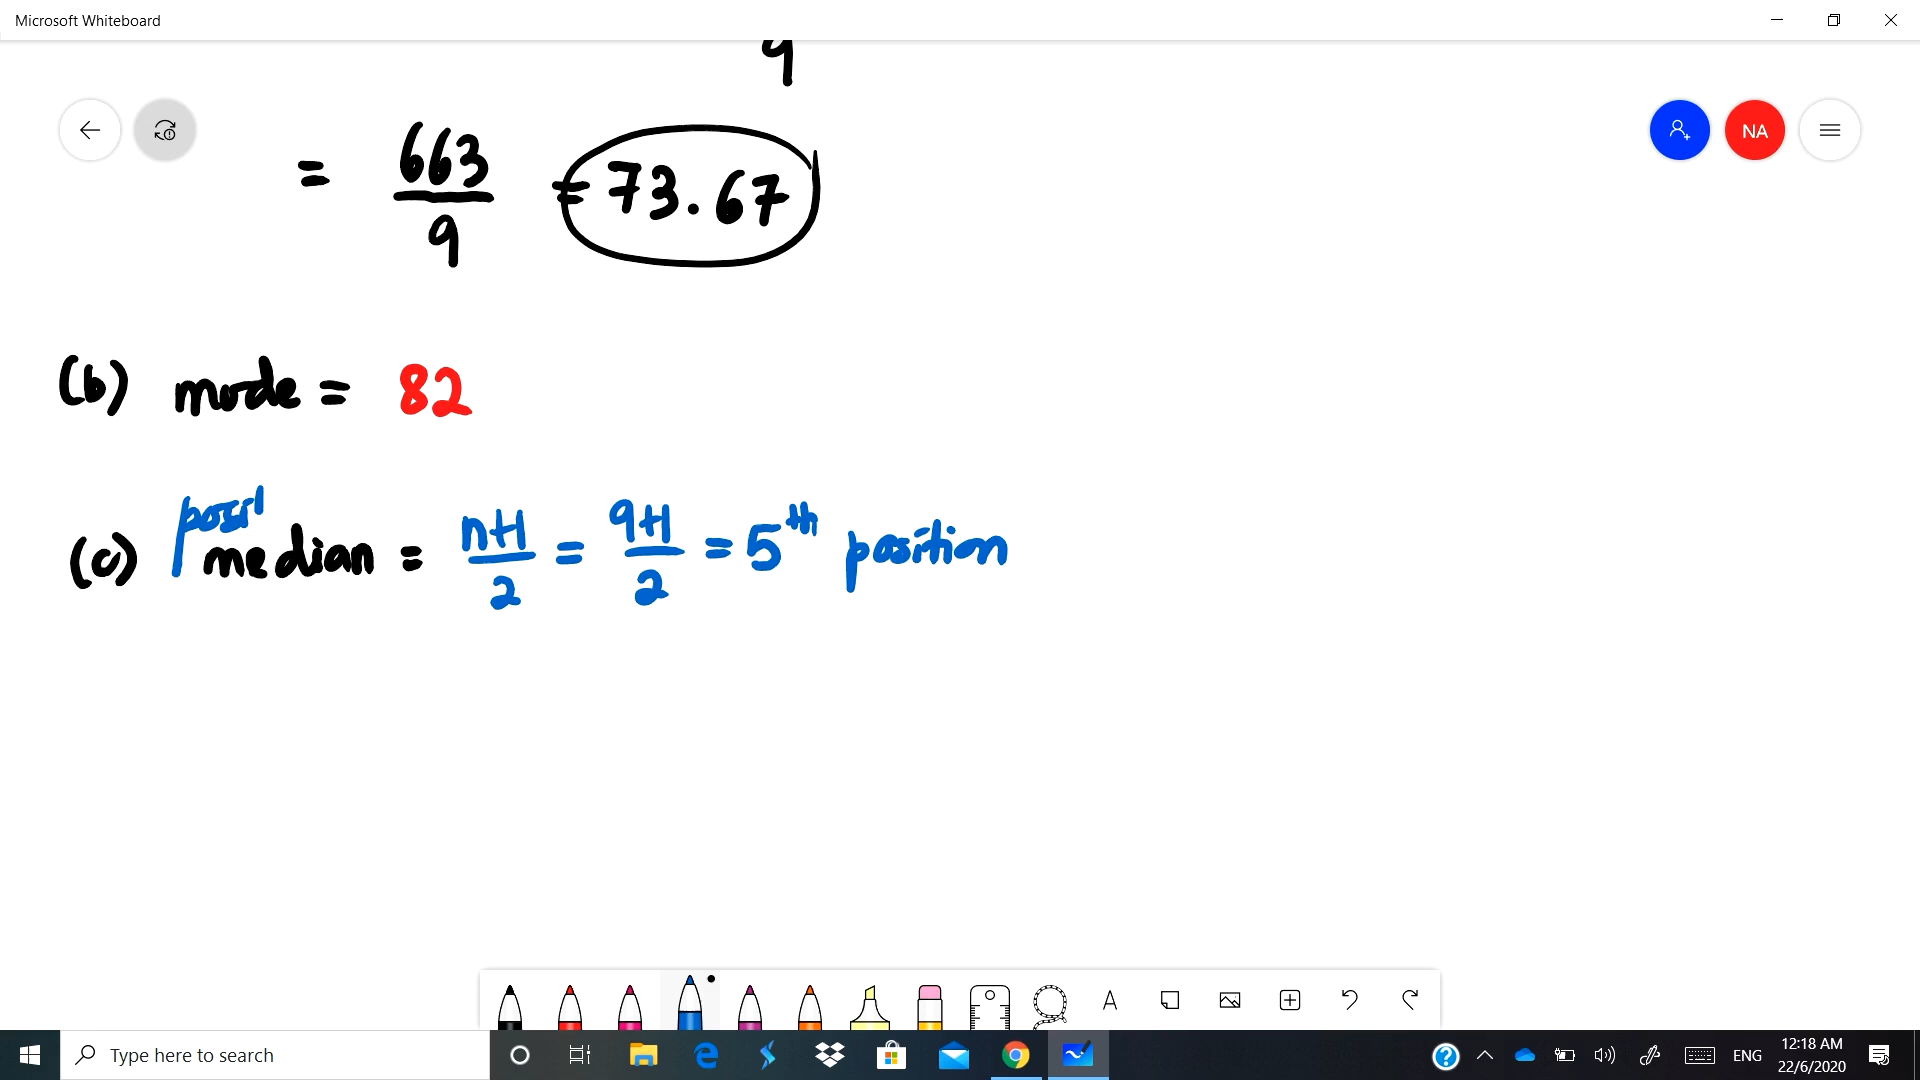 Microsoft Whiteboard
9
= 663/9 = 73.67
NA
(b) mode = 82
posit
(c) median = n+1/2 = 9+1/2 = 5th position
A
Type here to search
ENG
12:18 AM
22/6/2020